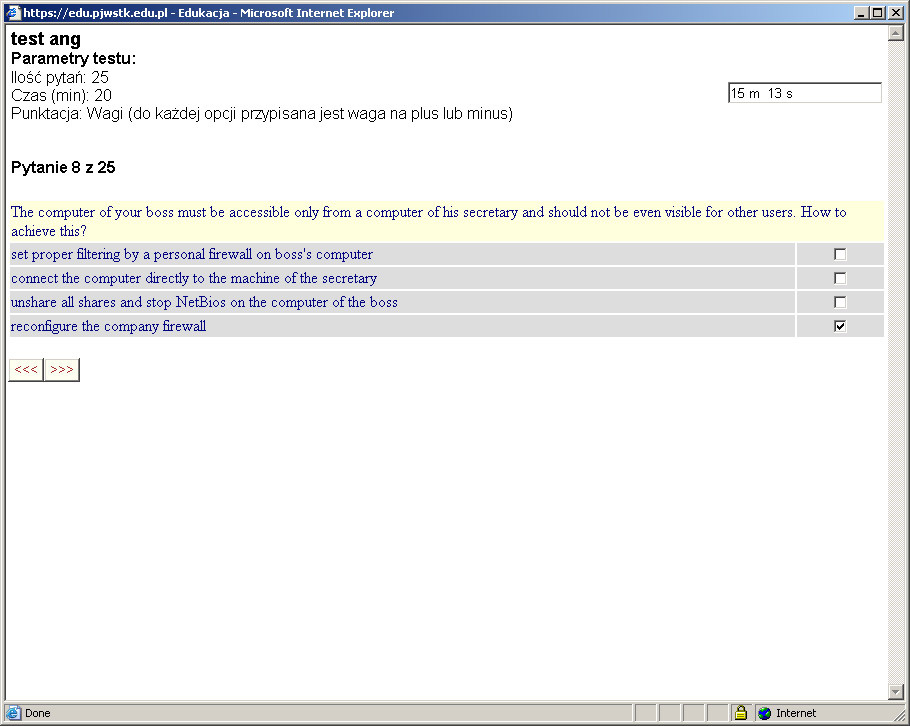 https://edu.pjwstk.edu.pl - Edukacja - Microsoft Internet Explorer
test ang
Parametry testu:
Ilość pytań: 25
Czas (min): 20
15 m 13 s
Punktacja: Wagi (do każdej opcji przypisana jest waga na plus lub minus)
Pytanie 8 z 25
The computer of your boss must be accessible only from a computer of his secretary and should not be even visible for other users. How to
achieve this?
set proper filtering by a personal firewall on boss's computer
connect the computer directly to the machine of the secretary
unshare all shares and stop NetBios on the computer of the boss
reconfigure the company firewall
<<< >>>
Done Internet